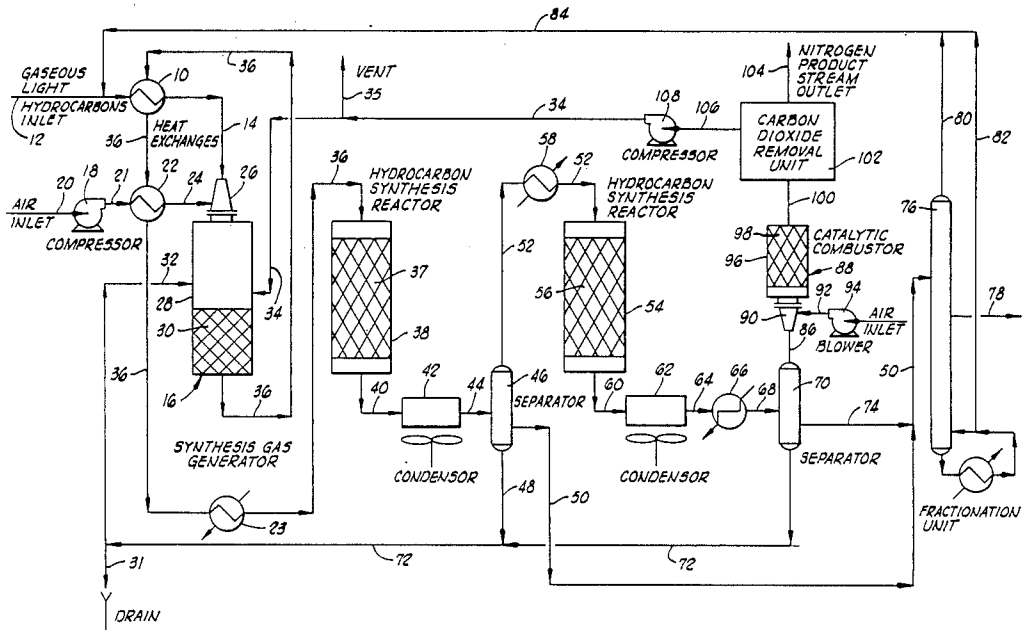 84
GASEOUS
LIGHT
HYDROCARBONS
INLET
12
10
36
14
36
HEAT EXCHANGES
VENT
35
34
108
106
COMPRESSOR
104
NITROGEN
PRODUCT
STREAM
OUTLET
CARBON
DIOXIDE
REMOVAL
UNIT
102
100
80
82
20
18
21
22
24
26
AIR
INLET
COMPRESSOR
36
HYDROCARBON
SYNTHESIS
REACTOR
58
52
HYDROCARBON
SYNTHESIS
REACTOR
52
98
96
CATALYTIC
COMBUSTOR
88
76
32
28
30
34
37
38
56
54
90
92
94
AIR
INLET
BLOWER
86
78
50
36
16
36
SYNTHESIS GAS
GENERATOR
40
42
44
46
SEPARATOR
CONDENSOR
60
62
64
66
68
70
74
SEPARATOR
CONDENSOR
23
48
50
FRACTIONATION
UNIT
72
72
31
DRAIN